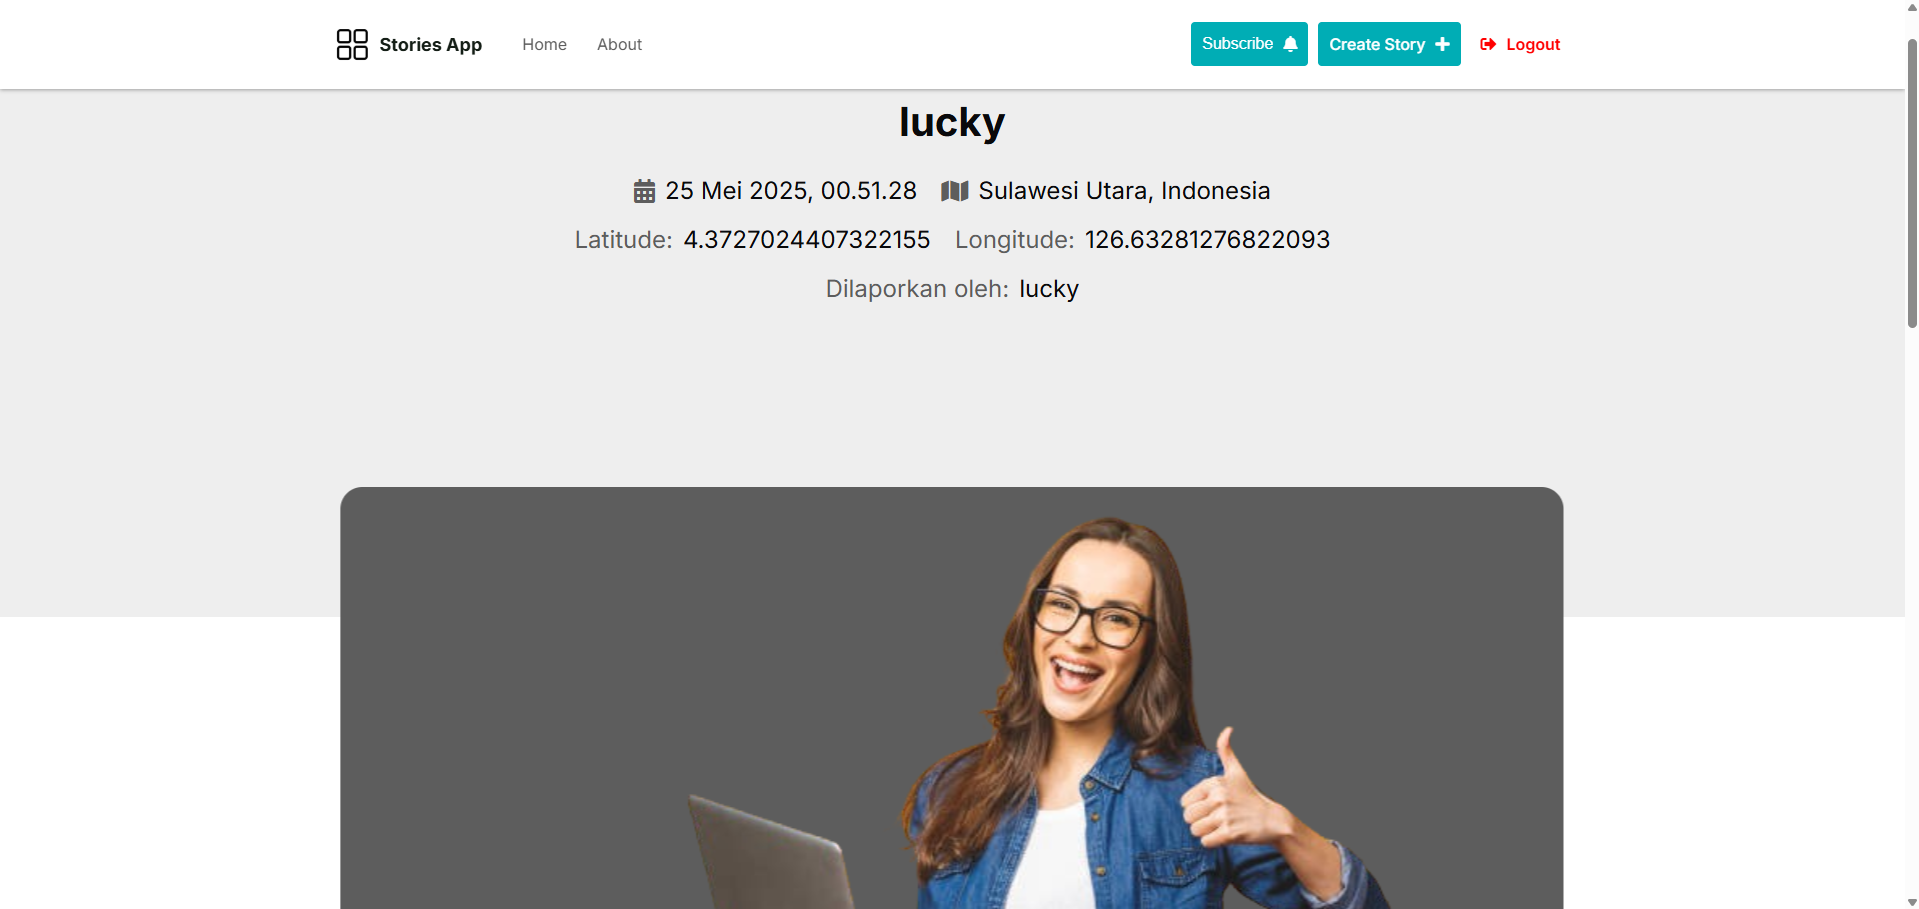 Stories App Home About Subscribe Create Story Logout
lucky
25 Mei 2025, 00.51.28 Sulawesi Utara, Indonesia
Latitude: 4.3727024407322155 Longitude: 126.63281276822093
Dilaporkan oleh: lucky